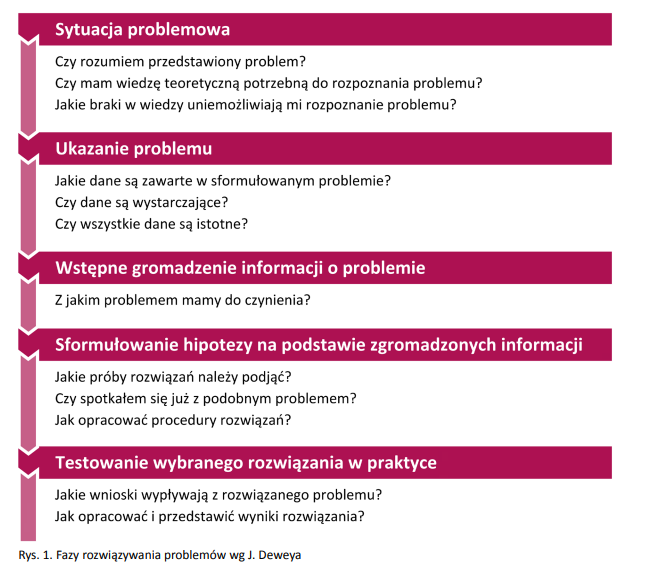 Sytuacja problemowa
Czy rozumiem przedstawiony problem?
Czy mam wiedzę teoretyczną potrzebną do rozpoznania problemu?
Jakie braki w wiedzy uniemożliwiają mi rozpoznanie problemu?
Ukazanie problemu
Jakie dane są zawarte w sformułowanym problemie?
Czy dane są wystarczające?
Czy wszystkie dane są istotne?
Wstępne gromadzenie informacji o problemie
Z jakim problemem mamy do czynienia?
Sformułowanie hipotezy na podstawie zgromadzonych informacji
Jakie próby rozwiązań należy podjąć?
Czy spotkałem się już z podobnym problemem?
Jak opracować procedury rozwiązań?
Testowanie wybranego rozwiązania w praktyce
Jakie wnioski wypływają z rozwiązanego problemu?
Jak opracować i przedstawić wyniki rozwiązania?
Rys. 1. Fazy rozwiązywania problemów wg J. Deweya